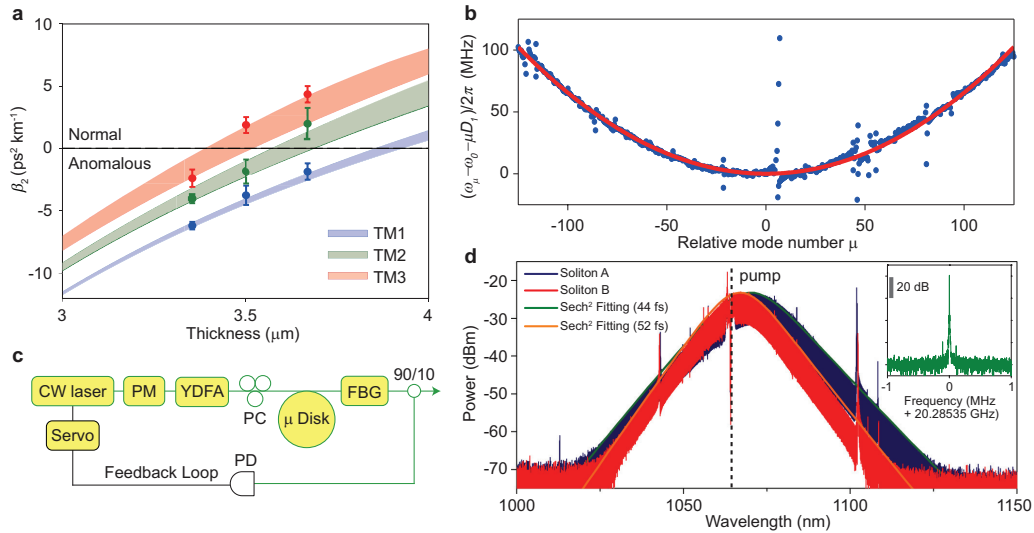 a
10
5
0
-5
-10
β₂ (ps² km⁻¹)
Normal
Anomalous
TM1
TM2
TM3
3
3.5
4
Thickness (μm)
b
100
50
0
(ω_μ-ω₀-μD₁)/2π (MHz)
-100
-50
0
50
100
Relative mode number μ
c
CW laser
PM
YDFA
PC
μ Disk
FBG
90/10
Servo
Feedback Loop
PD
d
pump
Soliton A
Soliton B
Sech² Fitting (44 fs)
Sech² Fitting (52 fs)
-20
-30
-40
-50
-60
-70
Power (dBm)
1000
1050
1100
1150
Wavelength (nm)
20 dB
-1
0
1
Frequency (MHz
+ 20.28535 GHz)